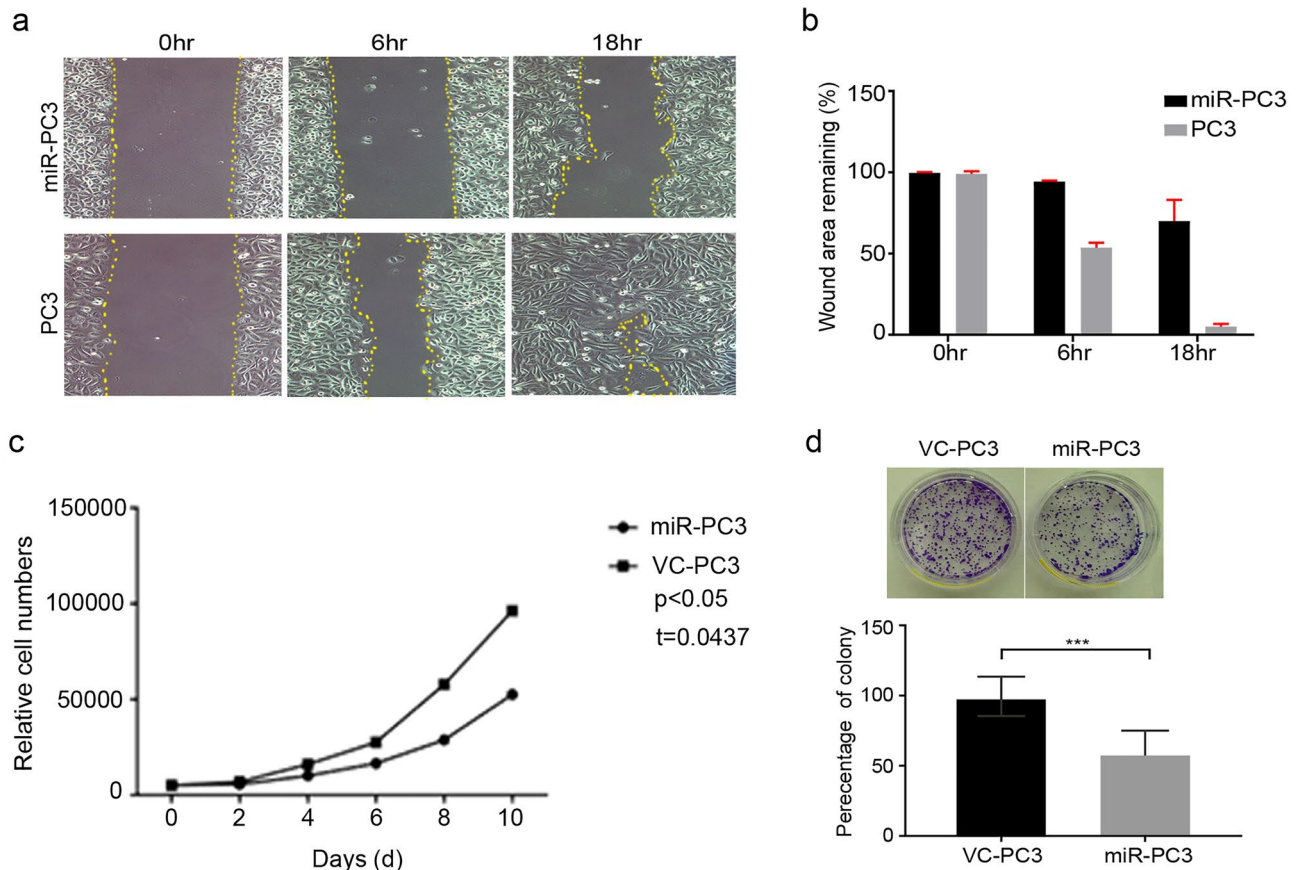 a
0hr 6hr 18hr
miR-PC3
PC3
b
Wound area remaining (%)
150
100
50
0
0hr 6hr 18hr
miR-PC3
PC3
c
Relative cell numbers
150000
100000
50000
0
0 2 4 6 8 10
Days (d)
miR-PC3
VC-PC3
p<0.05
t=0.0437
d
VC-PC3 miR-PC3
Perecentage of colony
150
100
50
0
***
VC-PC3 miR-PC3